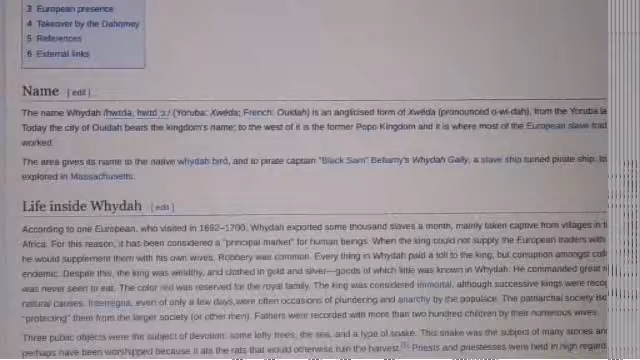 3 European presence
4 Takeover by the Dahomey
5 References
6 External links
Name [ edit ]
The name Whydah (Yoruba: Xwéda; French: Ouidah) is an anglicised form of Xwéda (pronounced o-wi-dah), from the Yoruba
Today the city of Ouidah bears the kingdom's name; to the west of it is the former Popo Kingdom and it is where most of the European slave
worked.
The area gives its name to the native whydah bird, and to pirate captain "Black Sam" Bellamy's Whydah Gally, a slave ship turned pirate ship.
explored in Massachusetts.
Life inside Whydah [ edit ]
According to one European, who visited in 1692–1700, Whydah exported some thousand slaves a month, mainly taken captive from villages in
Africa. For this reason, it has been considered a "principal market" for human beings. When the king could not supply the European traders with
he would supplement them with his own wives. Robbery was common. Every thing in Whydah paid a toll to the king, but corruption amongst
endemic. Despite this, the king was wealthy, and clothed in gold and silver—goods of which little was known in Whydah. He commanded great
was never seen to eat. The color red was reserved for the royal family. The king was considered immortal, although successive kings were
natural causes. Interregna, even of only a few days, were often occasions of plundering and anarchy by the populace. The patriarchal society
"protecting" them from the larger society (or other men). Fathers were recorded with more than two hundred children by their numerous wives.
Three public objects were the subject of devotion: some lofty trees, the sea, and a type of snake. This snake was the subject of many stories and
perhaps have been worshipped because it ate the rats that would otherwise ruin the harvest. Priests and priestesses were held in high regard